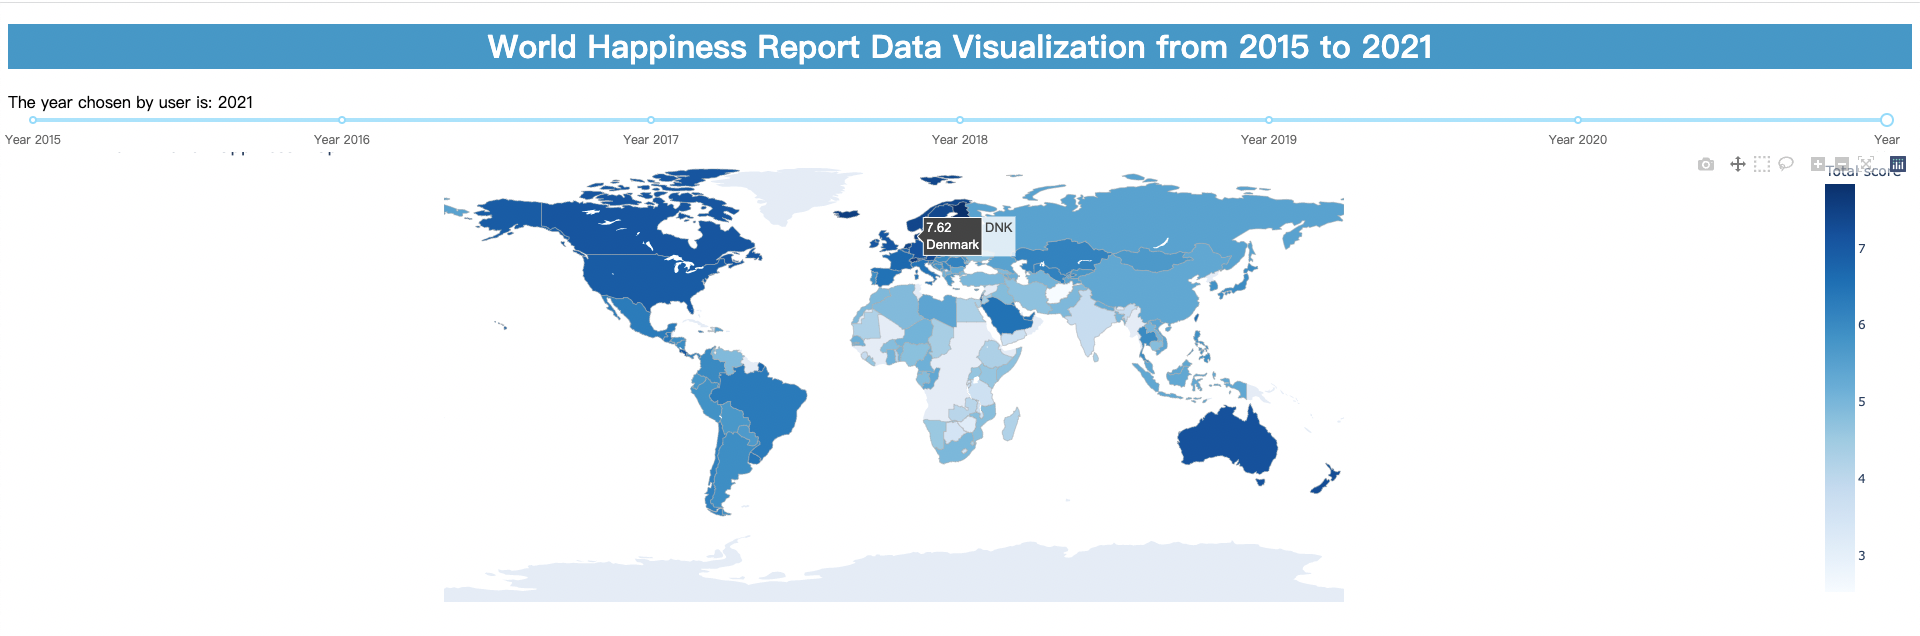 World Happiness Report Data Visualization from 2015 to 2021
The year chosen by user is: 2021
Year 2015 Year 2016 Year 2017 Year 2018 Year 2019 Year 2020 Year
Total score
7.62 DNK
Denmark
7
6
5
4
3